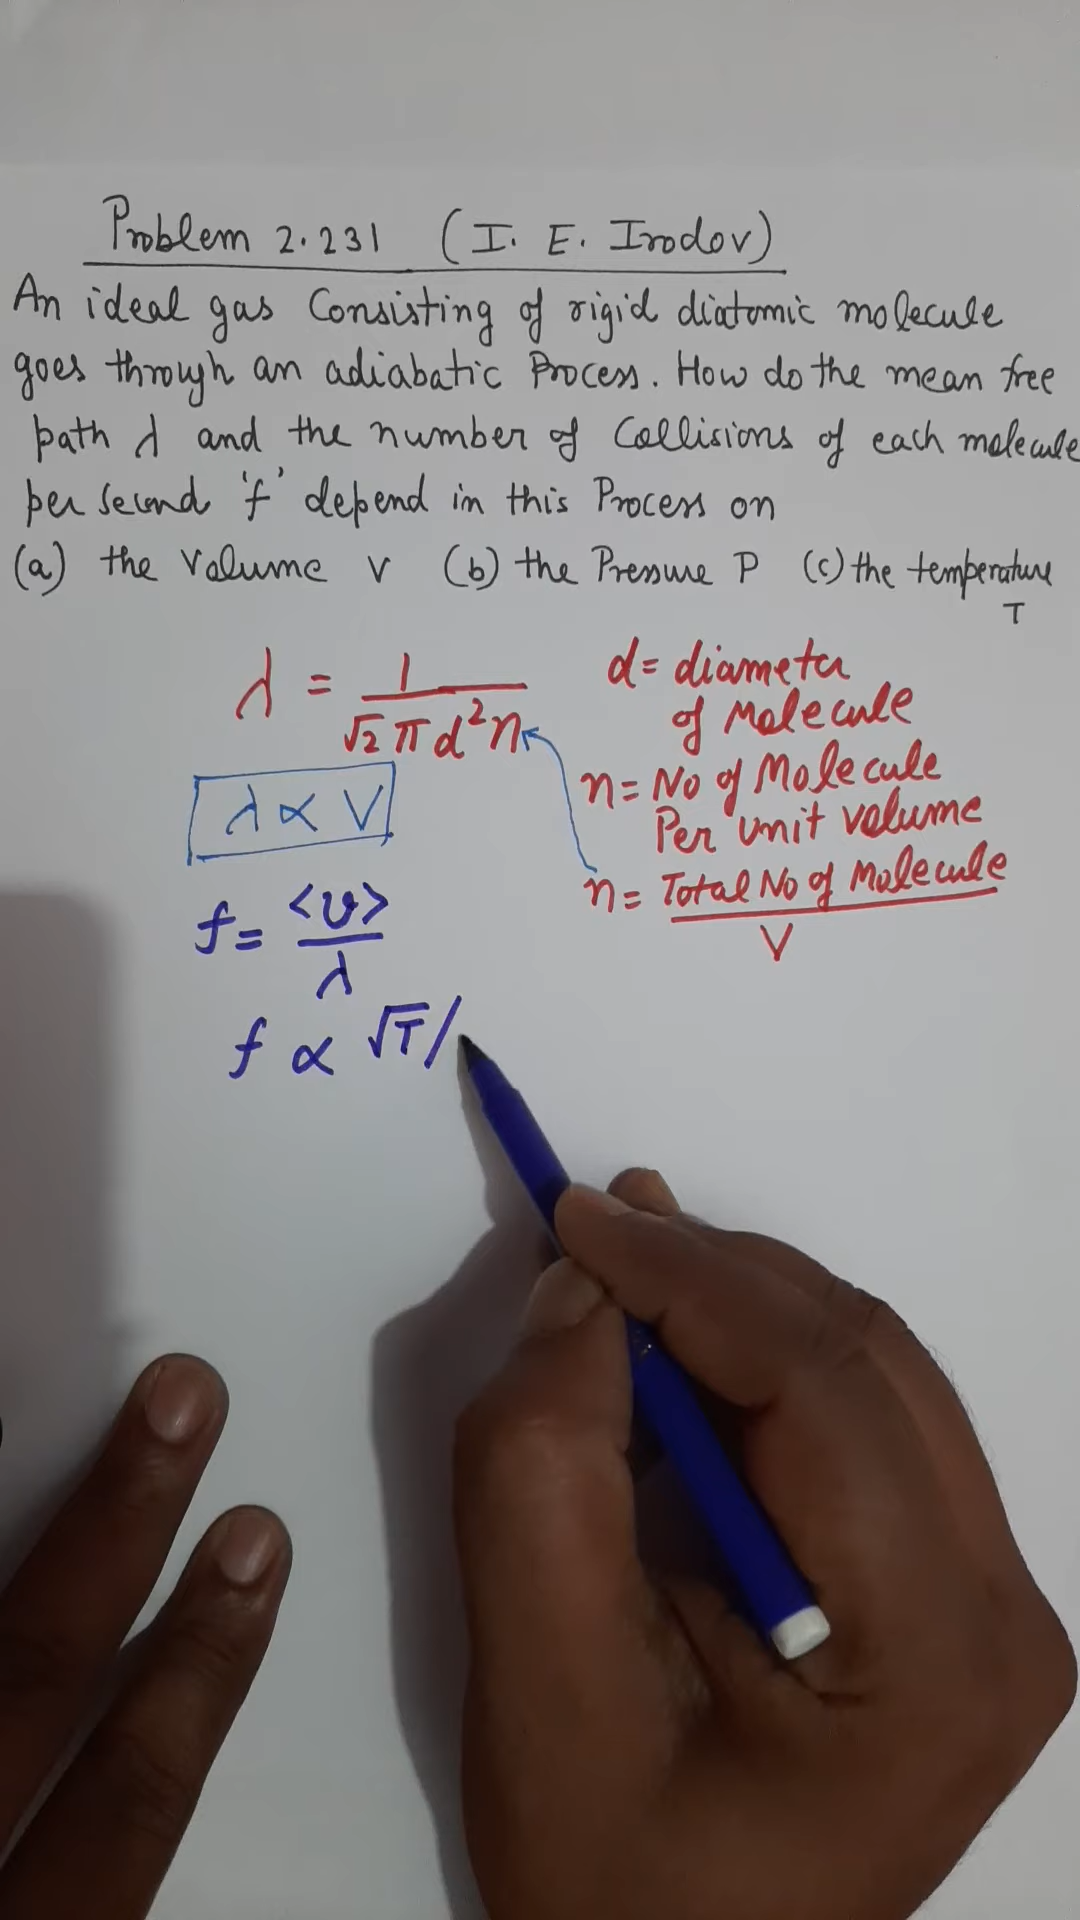 Problem 2.231 (I. E. Irodov)
An ideal gas Consisting of rigid diatomic molecule
goes through an adiabatic Process. How do the mean free
path λ and the number of Collisions of each molecule
per second 'f' depend in this Process on
(a) the Volume V (b) the Pressure P (c) the temperature
T
λ = 1 / √2 π d² n
d = diameter
of Molecule
n = No of Molecule
Per unit volume
n = Total No of Molecule / V
λ ∝ V
f = <v> / λ
f ∝ √T /